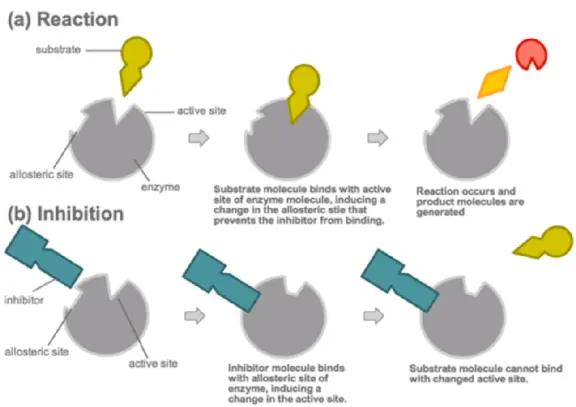 (a) Reaction
substrate
active site
allosteric site
enzyme
Substrate molecule binds with active
site of enzyme molecule, inducing a
change in the allosteric stie that
prevents the inhibitor from binding.
Reaction occurs and
product molecules are
generated
(b) Inhibition
inhibitor
allosteric site
active site
Inhibitor molecule binds
with allosteric site of
enzyme, inducing a
change in the active site.
Substrate molecule cannot bind
with changed active site.